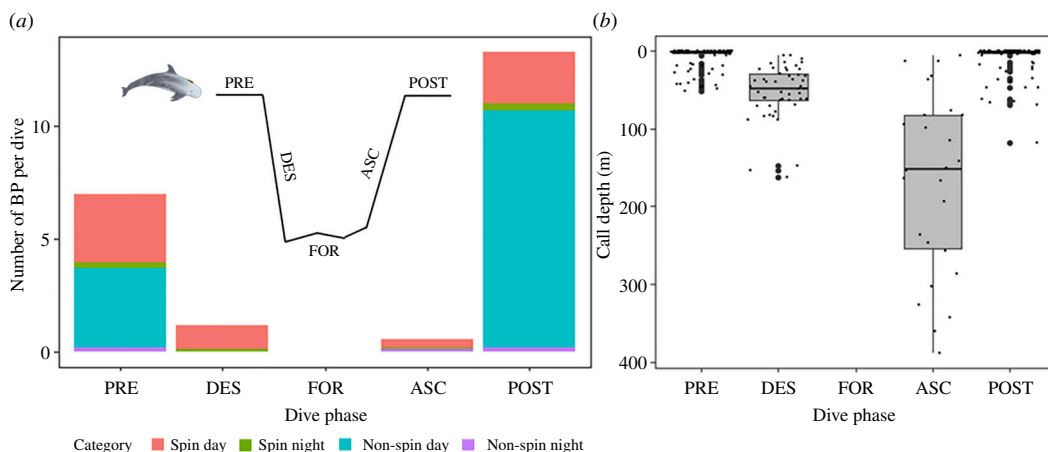 (a)
Number of BP per dive
10
5
0
PRE
POST
DES
ASC
FOR
PRE DES FOR ASC POST
Dive phase
Category Spin day Spin night Non-spin day Non-spin night
(b)
Call depth (m)
0
100
200
300
400
PRE DES FOR ASC POST
Dive phase